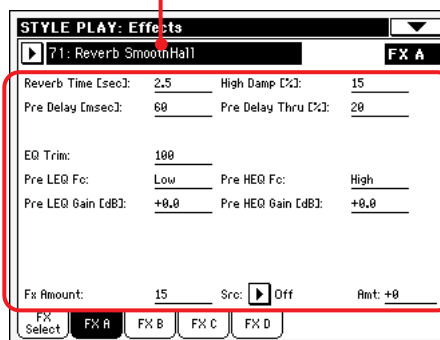 STYLE PLAY: Effects
71: Reverb SmoothHall FX A
Reverb Time [sec]: 2.5 High Damp [%]: 15
Pre Delay [msec]: 60 Pre Delay Thru [%]: 20
EQ Trim: 100
Pre LEQ Fc: Low Pre HEQ Fc: High
Pre LEQ Gain [dB]: +0.0 Pre HEQ Gain [dB]: +0.0
Fx Amount: 15 Src: Off Amt: +0
FX Select FX A FX B FX C FX D